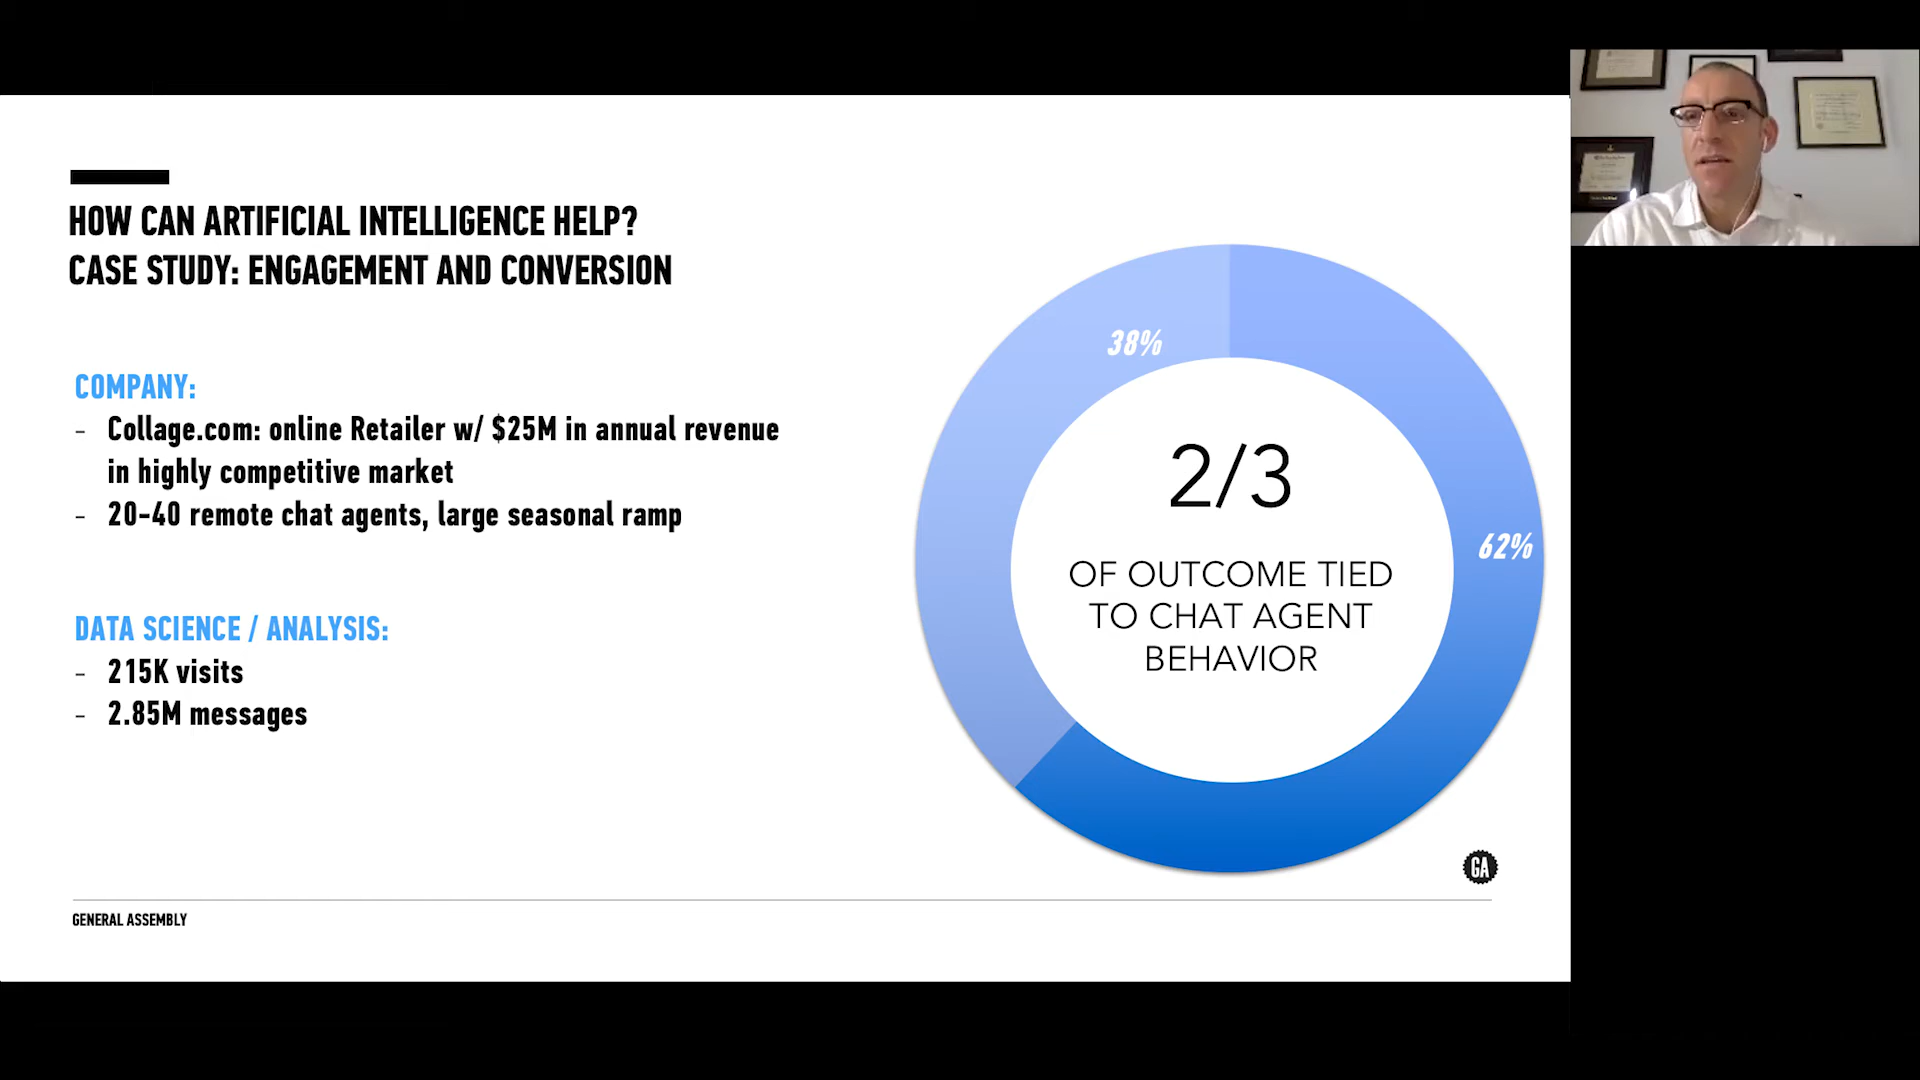 HOW CAN ARTIFICIAL INTELLIGENCE HELP?
CASE STUDY: ENGAGEMENT AND CONVERSION
COMPANY:
- Collage.com: online Retailer w/ $25M in annual revenue
in highly competitive market
- 20-40 remote chat agents, large seasonal ramp
DATA SCIENCE / ANALYSIS:
- 215K visits
- 2.85M messages
38%
62%
2/3
OF OUTCOME TIED
TO CHAT AGENT
BEHAVIOR
GA
GENERAL ASSEMBLY